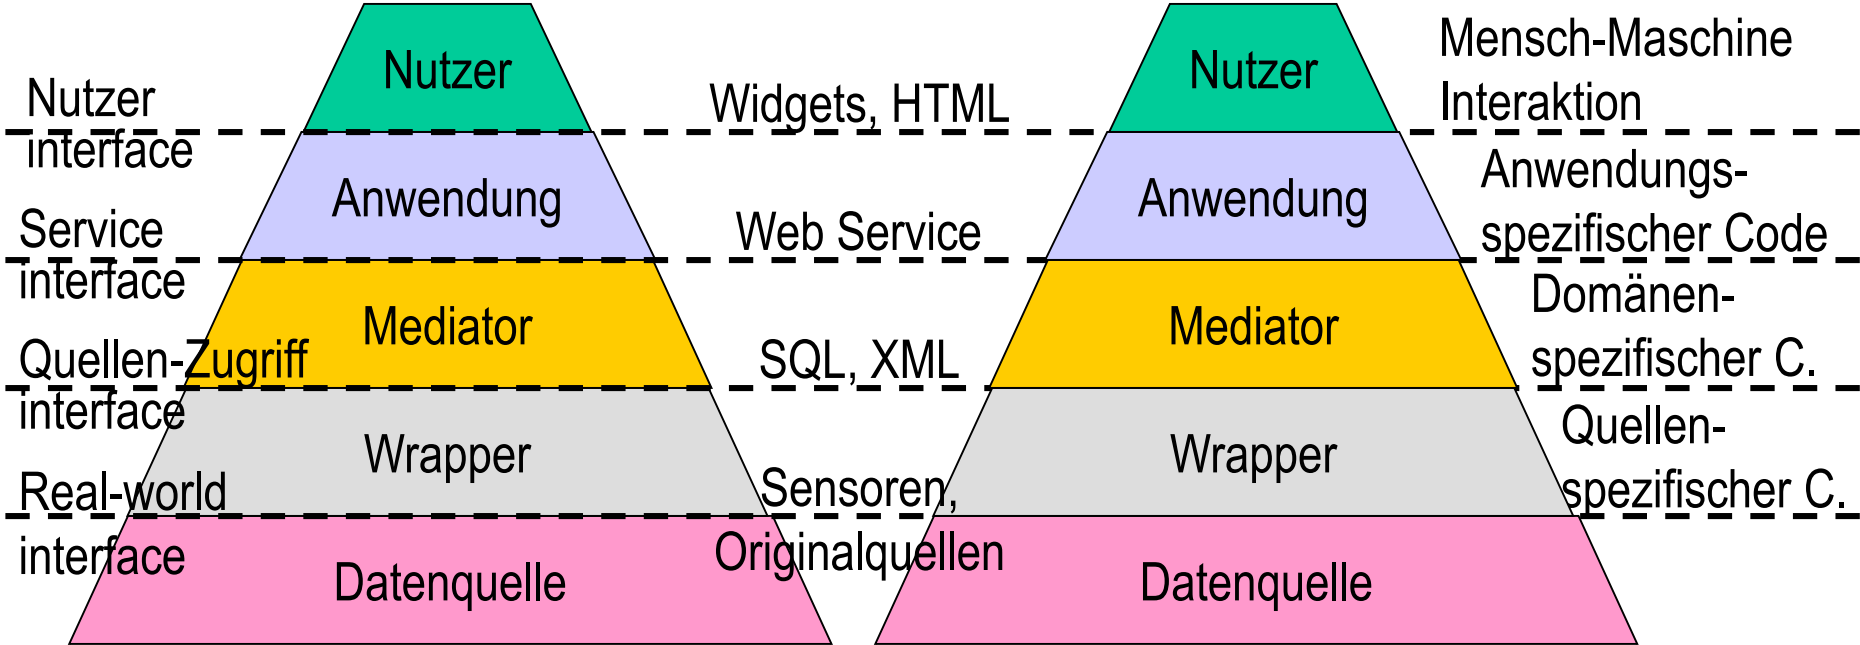 Nutzer
Nutzer
Mensch-Maschine
Interaktion
Nutzer
interface
Widgets, HTML
Anwendung
Anwendung
Anwendungs-
spezifischer Code
Service
interface
Web Service
Mediator
Mediator
Domänen-
spezifischer C.
Quellen-Zugriff
interface
SQL, XML
Wrapper
Wrapper
Quellen-
spezifischer C.
Real-world
interface
Sensoren,
Originalquellen
Datenquelle
Datenquelle